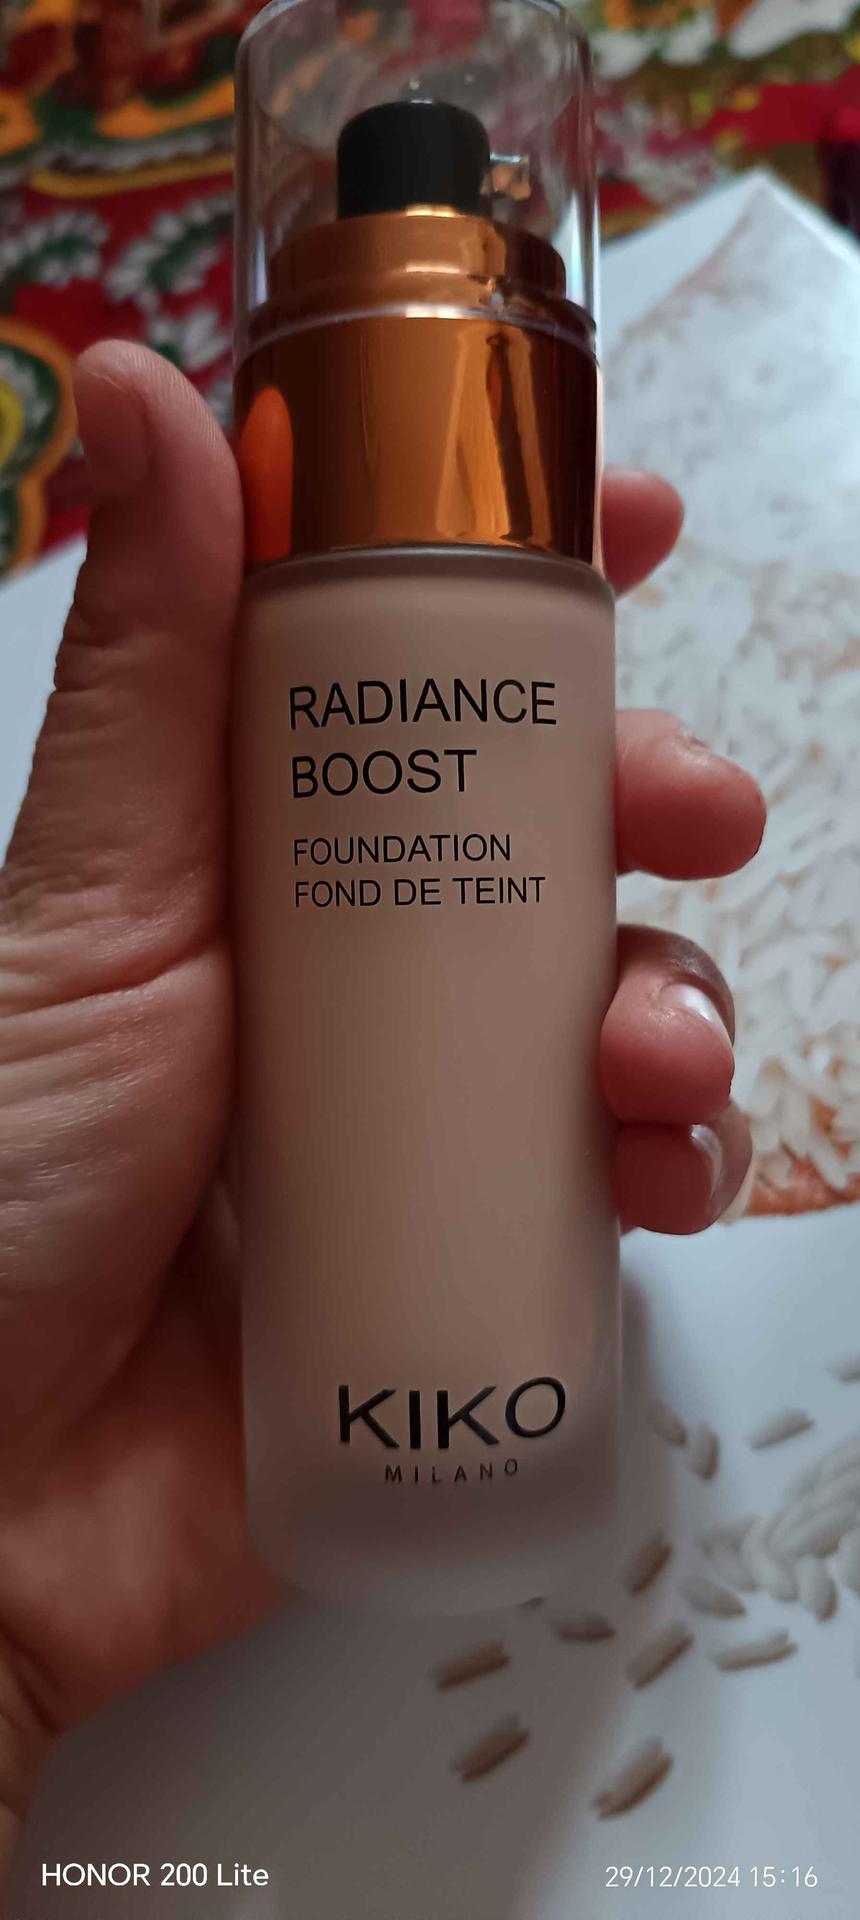 RADIANCE
BOOST
FOUNDATION
FOND DE TEINT
KIKO
MILANO
HONOR 200 Lite
29/12/2024 15:16